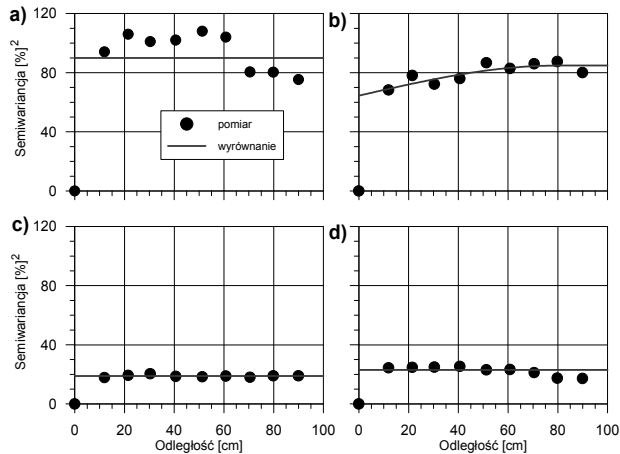 a)
b)
120
80
40
0
Semiwariancja [%]²
pomiar
wyrównanie
c)
d)
120
80
40
0
Semiwariancja [%]²
0 20 40 60 80 100
0 20 40 60 80 100
Odległość [cm]
Odległość [cm]